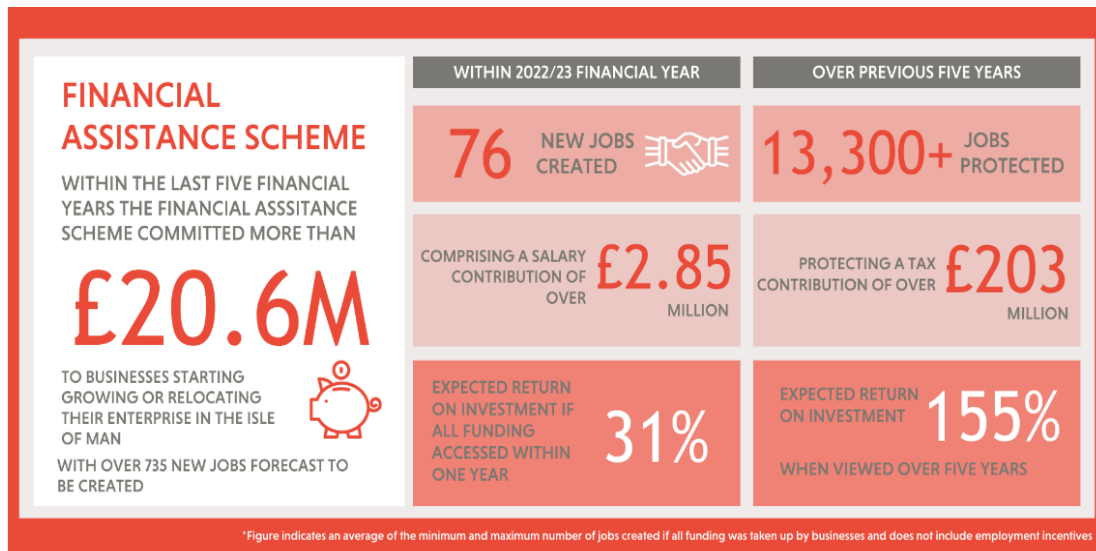 FINANCIAL
ASSISTANCE SCHEME
WITHIN THE LAST FIVE FINANCIAL
YEARS THE FINANCIAL ASSSITANCE
SCHEME COMMITTED MORE THAN
£20.6M
TO BUSINESSES STARTING
GROWING OR RELOCATING
THEIR ENTERPRISE IN THE ISLE
OF MAN
WITH OVER 735 NEW JOBS FORECAST TO
BE CREATED
WITHIN 2022/23 FINANCIAL YEAR
76
NEW JOBS
CREATED
COMPRISING A SALARY
CONTRIBUTION OF
OVER
£2.85
MILLION
EXPECTED RETURN
ON INVESTMENT IF
ALL FUNDING
ACCESSED WITHIN
ONE YEAR
31%
OVER PREVIOUS FIVE YEARS
13,300+
JOBS
PROTECTED
PROTECTING A TAX
CONTRIBUTION OF OVER
£203
MILLION
EXPECTED RETURN
ON INVESTMENT
155%
WHEN VIEWED OVER FIVE YEARS
*Figure indicates an average of the minimum and maximum number of jobs created if all funding was taken up by businesses and does not include employment incentives